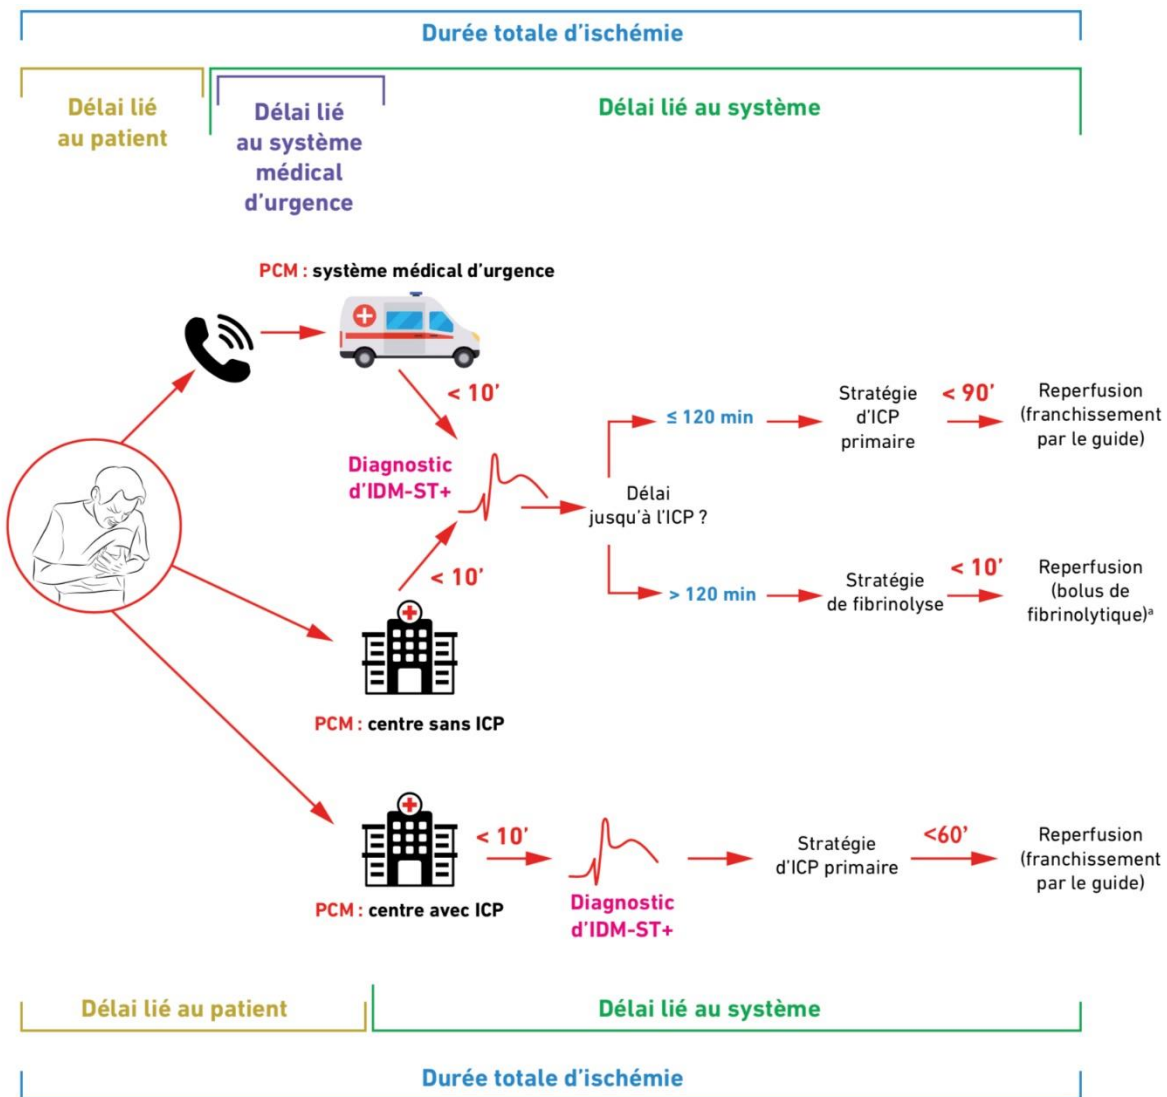 Durée totale d'ischémie
Délai lié
au patient
Délai lié
au système
médical
d'urgence
Délai lié au système
PCM : système médical d'urgence
< 10'
Diagnostic
d'IDM-ST+
< 10'
PCM : centre sans ICP
Délai
jusqu'à l'ICP ?
≤ 120 min
Stratégie
d'ICP
primaire
< 90'
Reperfusion
(franchissement
par le guide)
> 120 min
Stratégie
de fibrinolyse
< 10'
Reperfusion
(bolus de
fibrinolytique)ᵃ
PCM : centre avec ICP
< 10'
Diagnostic
d'IDM-ST+
Stratégie
d'ICP primaire
<60'
Reperfusion
(franchissement
par le guide)
Délai lié au patient
Délai lié au système
Durée totale d'ischémie